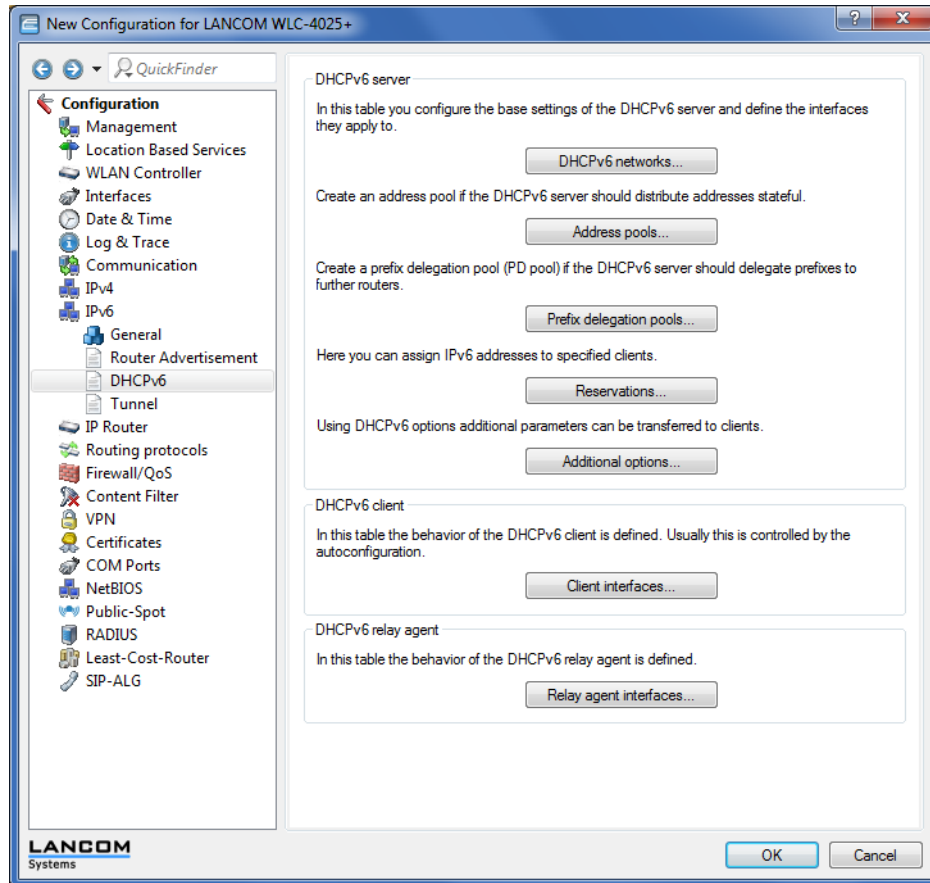 New Configuration for LANCOM WLC-4025+
QuickFinder
Configuration
Management
Location Based Services
WLAN Controller
Interfaces
Date & Time
Log & Trace
Communication
IPv4
IPv6
General
Router Advertisement
DHCPv6
Tunnel
IP Router
Routing protocols
Firewall/QoS
Content Filter
VPN
Certificates
COM Ports
NetBIOS
Public-Spot
RADIUS
Least-Cost-Router
SIP-ALG
DHCPv6 server
In this table you configure the base settings of the DHCPv6 server and define the interfaces
they apply to.
DHCPv6 networks...
Create an address pool if the DHCPv6 server should distribute addresses stateful.
Address pools...
Create a prefix delegation pool (PD pool) if the DHCPv6 server should delegate prefixes to
further routers.
Prefix delegation pools...
Here you can assign IPv6 addresses to specified clients.
Reservations...
Using DHCPv6 options additional parameters can be transferred to clients.
Additional options...
DHCPv6 client
In this table the behavior of the DHCPv6 client is defined. Usually this is controlled by the
autoconfiguration.
Client interfaces...
DHCPv6 relay agent
In this table the behavior of the DHCPv6 relay agent is defined.
Relay agent interfaces...
LANCOM
Systems
OK
Cancel